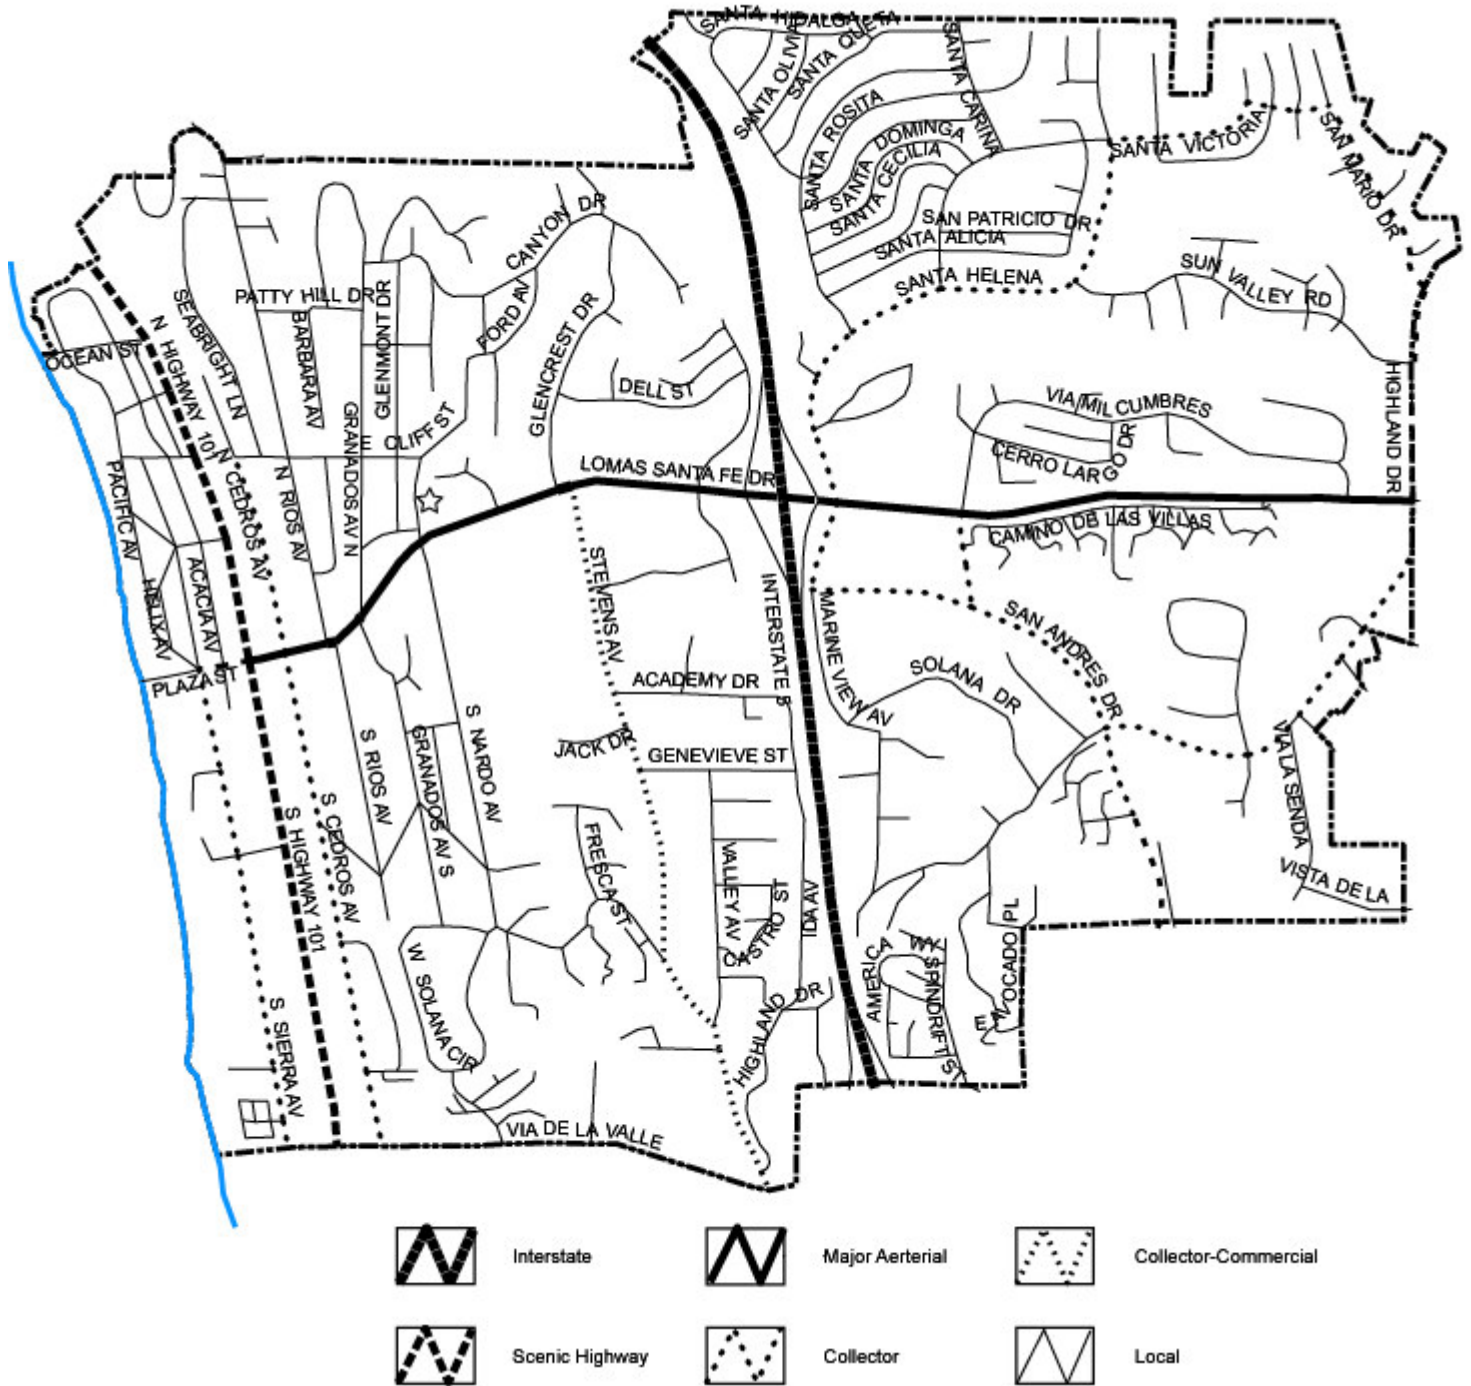 SANTA HIDALGA
SANTA OLIVIA
SANTA QUETA
SANTA CARINA
SANTA ROSITA
SANTA DOMINGA
SANTA CECILIA
SANTA VICTORIA
SAN MARIO DR
SAN PATRICIO DR
SANTA ALICIA
SANTA HELENA
SUN VALLEY RD
CANYON DR
FORD AV
GLENCREST DR
PATTY HILL DR
BARBARA AV
GLENMONT DR
SEABRIGHT LN
N HIGHWAY 101
OCEAN ST
GRANADOS AV N
E CLIFF ST
DELL ST
VIA MIL CUMBRES
CERRO LARGO DR
HIGHLAND DR
LOMAS SANTA FE DR
CAMINO DE LAS VILLAS
PACIFIC AV
N CEDROS AV
N RIOS AV
HELIX AV
ACACIA AV
PLAZA ST
STEVENS AV
INTERSTATE 5
MARINE VIEW AV
SAN ANDRES DR
SOLANA DR
ACADEMY DR
JACK DR
GENEVIEVE ST
S RIOS AV
GRANADOS AV S
S NARDO AV
VIA LA SENDA
VISTA DE LA
S HIGHWAY 101
S CEDROS AV
FRESCA ST
VALLEY AV
CASTRO ST
IDA AV
AMERICA WY
SPINDRIFT ST
OCADO PL
W SOLANA CIR
HIGHLAND DR
S SIERRA AV
VIA DE LA VALLE
Interstate
Major Aerterial
Collector-Commercial
Scenic Highway
Collector
Local